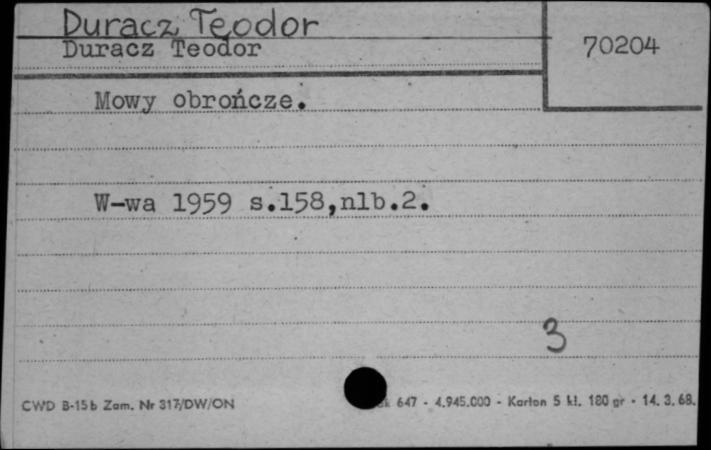 Duracz Teodor
Duracz Teodor
70204
Mowy obrończe.
W-wa 1959 s.158,nlb.2.
3
CWD B-15b Zam. Nr 317/DW/ON
647 - 4.945.000 - Karton 5 kl. 180 gr - 14. 3. 68.